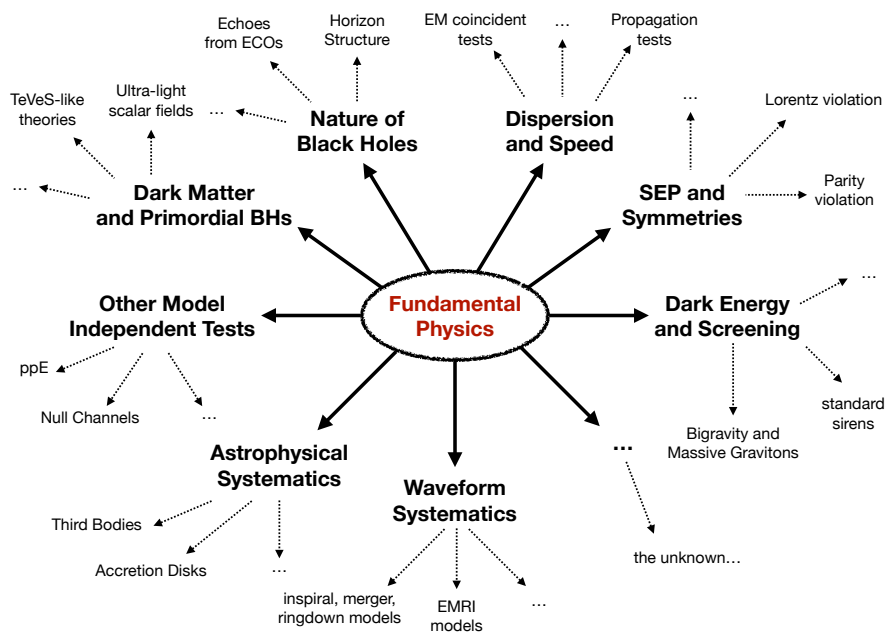 Echoes
from ECOs
Horizon
Structure
EM coincident
tests
...
Propagation
tests
TeVeS-like
theories
Ultra-light
scalar fields
...
Nature of
Black Holes
Dispersion
and Speed
...
Lorentz violation
...
Dark Matter
and Primordial BHs
SEP and
Symmetries
Parity
violation
Other Model
Independent Tests
Fundamental
Physics
Dark Energy
and Screening
...
ppE
Null Channels
...
Bigravity and
Massive Gravitons
standard
sirens
Astrophysical
Systematics
Waveform
Systematics
...
Third Bodies
Accretion Disks
...
inspiral, merger,
ringdown models
EMRI
models
...
the unknown...